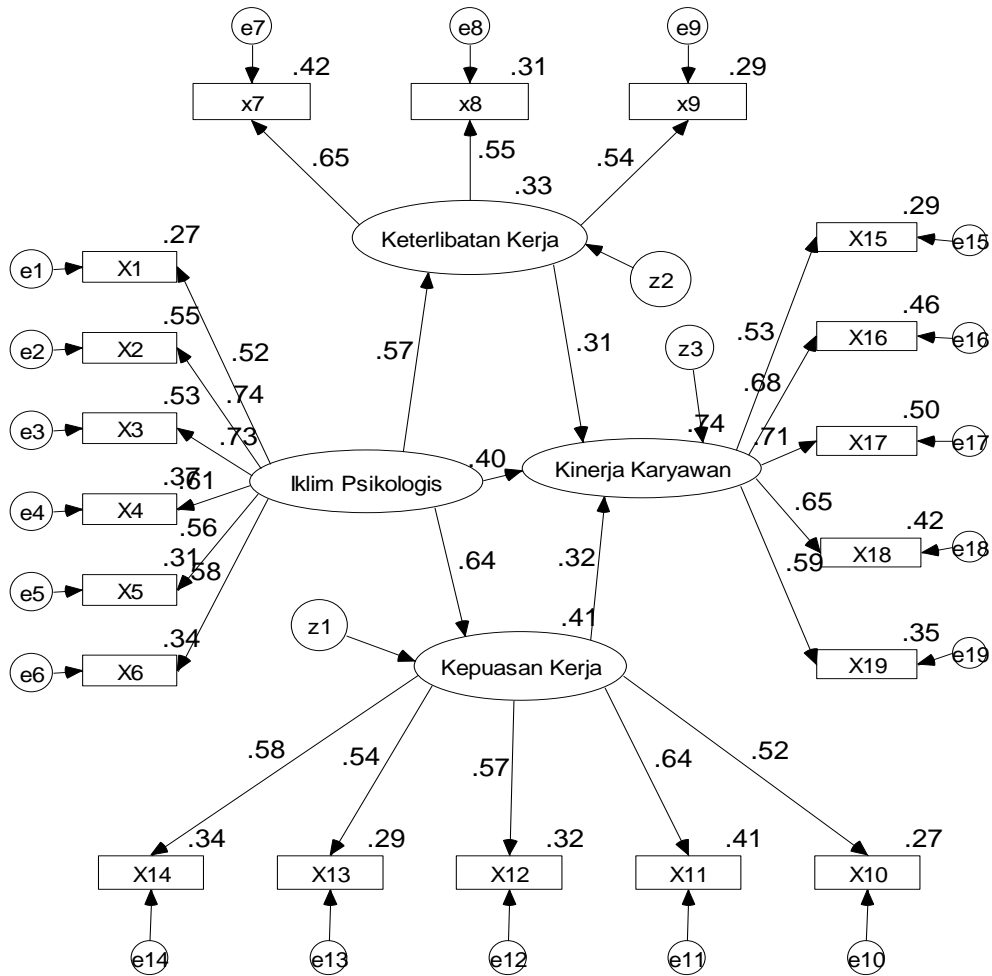 e7
e8
e9
.42
.31
.29
x7
x8
x9
.65
.55
.54
.33
Keterlibatan Kerja
z2
.27
e1
X1
.55
e2
X2
.52
.53
.74
e3
X3
.73
.37
.61
e4
X4
.56
.31
.58
e5
X5
.34
e6
X6
Iklim Psikologis
.57
.31
z3
.40
.74
Kinerja Karyawan
.29
X15
e15
.53
.46
X16
e16
.68
.50
X17
e17
.71
.65
.42
X18
e18
.59
.35
X19
e19
.64
.32
z1
.41
Kepuasan Kerja
.58
.54
.57
.64
.52
.34
.29
.32
.41
.27
X14
X13
X12
X11
X10
e14
e13
e12
e11
e10